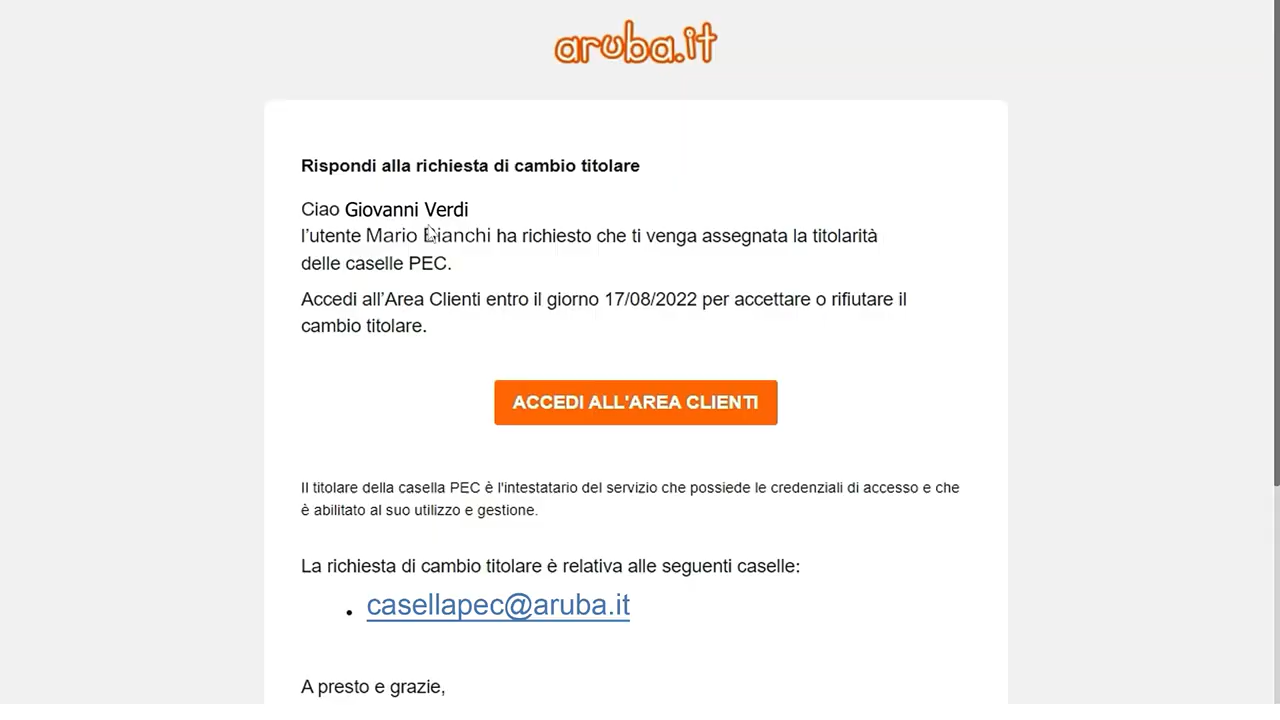 aruba.it
Rispondi alla richiesta di cambio titolare
Ciao Giovanni Verdi
l'utente Mario Bianchi ha richiesto che ti venga assegnata la titolarità
delle caselle PEC.
Accedi all'Area Clienti entro il giorno 17/08/2022 per accettare o rifiutare il
cambio titolare.
ACCEDI ALL'AREA CLIENTI
Il titolare della casella PEC è l'intestatario del servizio che possiede le credenziali di accesso e che
è abilitato al suo utilizzo e gestione.
La richiesta di cambio titolare è relativa alle seguenti caselle:
• casellapec@aruba.it
A presto e grazie,